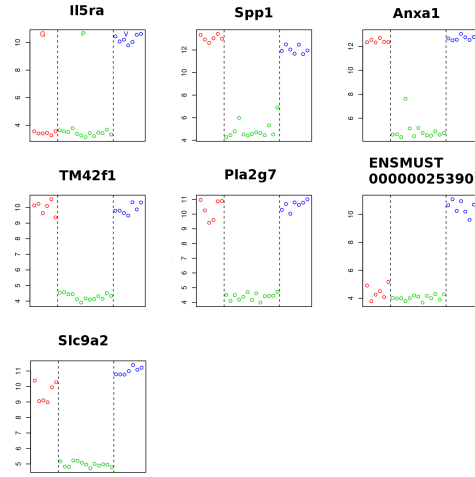 Il5ra
Spp1
Anxa1
G P V
4 6 8 10
4 6 8 10 12
6 8 10 12
TM42f1
Pla2g7
ENSMUST
00000025390
4 5 6 7 8 9 10 11
4 5 6 7 8 9 10 11
4 6 8 10
Slc9a2
5 6 7 8 9 10 11